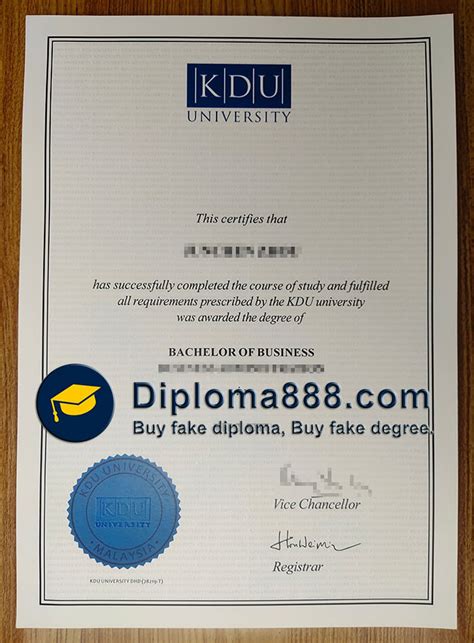 |K|D|U|
UNIVERSITY
This certifies that
has successfully completed the course of study and fulfilled
all requirements prescribed by the KDU university
was awarded the degree of
BACHELOR OF BUSINESS
Diploma888.com
Buy fake diploma, Buy fake degree.
KDU UNIVERSITY
|K|D|U|
UNIVERSITY
MALAYSIA
Vice Chancellor
Registrar